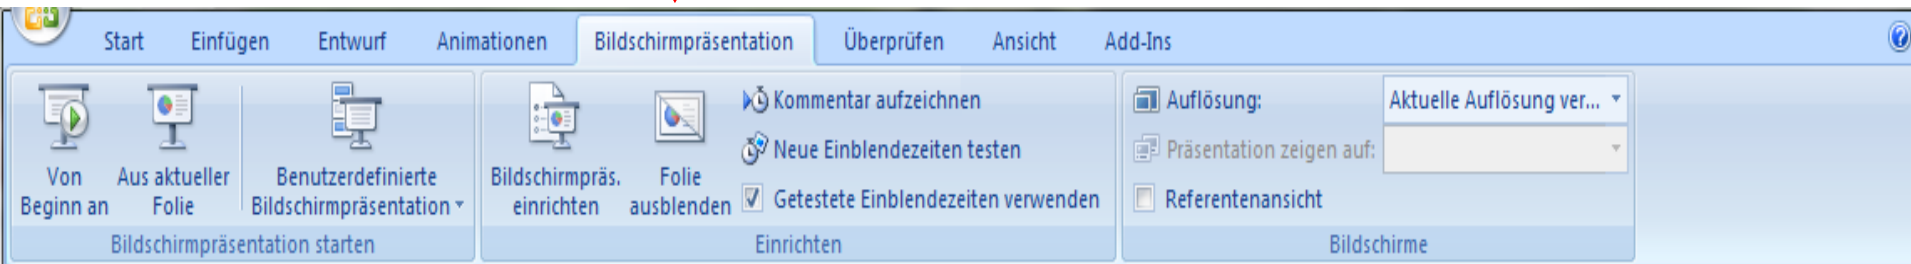 Start Einfügen Entwurf Animationen Bildschirmpräsentation Überprüfen Ansicht Add-Ins
Von
Beginn an
Aus aktueller
Folie
Benutzerdefinierte
Bildschirmpräsentation
Bildschirmpräsentation starten
Bildschirmpräs.
einrichten
Folie
ausblenden
Kommentar aufzeichnen
Neue Einblendezeiten testen
Getestete Einblendezeiten verwenden
Einrichten
Auflösung: Aktuelle Auflösung ver...
Präsentation zeigen auf:
Referentenansicht
Bildschirme